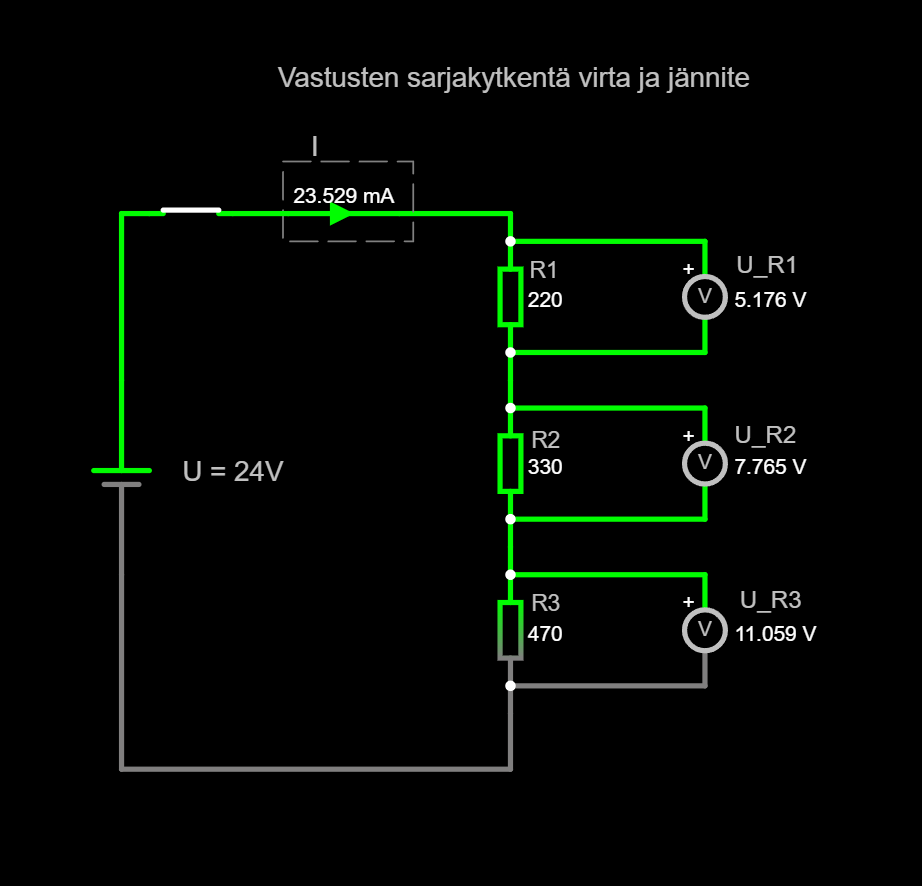 Vastusten sarjakytkentä virta ja jännite
I
23.529 mA
R1
220
+
V
U_R1
5.176 V
U = 24V
R2
330
+
V
U_R2
7.765 V
R3
470
+
V
U_R3
11.059 V